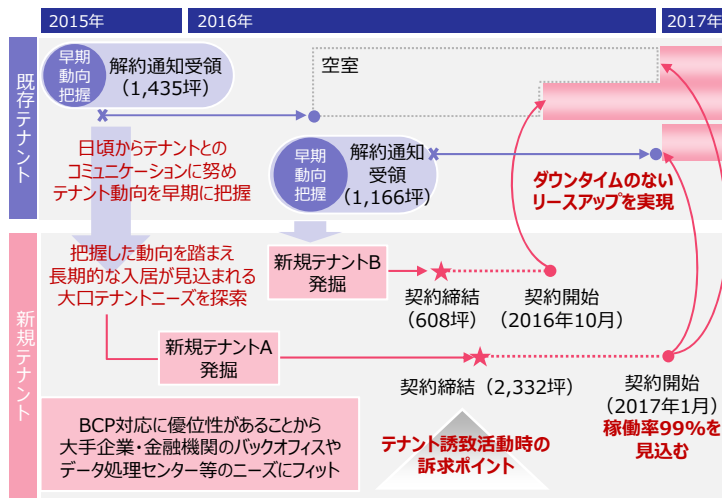 2015年
2016年
2017年
既存テナント
早期
動向
把握
解約通知受領
(1,435坪)
空室
日頃からテナントとの
コミュニケーションに努め
テナント動向を早期に把握
早期
動向
把握
解約通知
受領
(1,166坪)
ダウンタイムのない
リースアップを実現
新規テナント
把握した動向を踏まえ
長期的な入居が見込まれる
大口テナントニーズを探索
新規テナントB
発掘
契約締結
(608坪)
契約開始
(2016年10月)
新規テナントA
発掘
契約締結(2,332坪)
契約開始
(2017年1月)
稼働率99%を
見込む
BCP対応に優位性があることから
大手企業・金融機関のバックオフィスや
データ処理センター等のニーズにフィット
テナント誘致活動時の
訴求ポイント